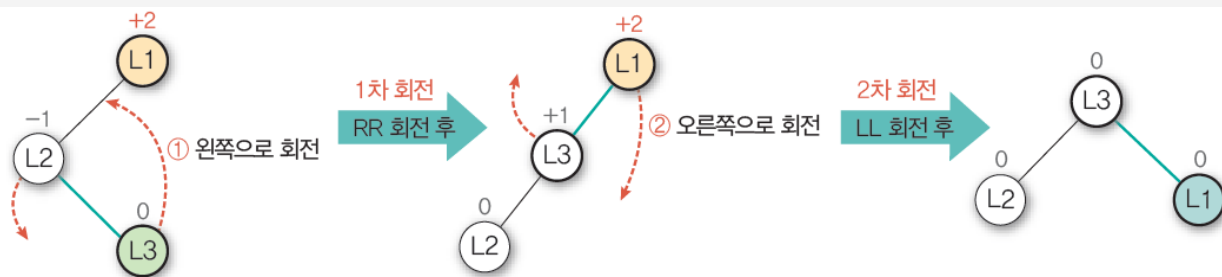 +2
L1
-1
L2
① 왼쪽으로 회전
0
L3
1차 회전
RR 회전 후
+2
L1
+1
L3
② 오른쪽으로 회전
0
L2
2차 회전
LL 회전 후
0
L3
0
L2
0
L1